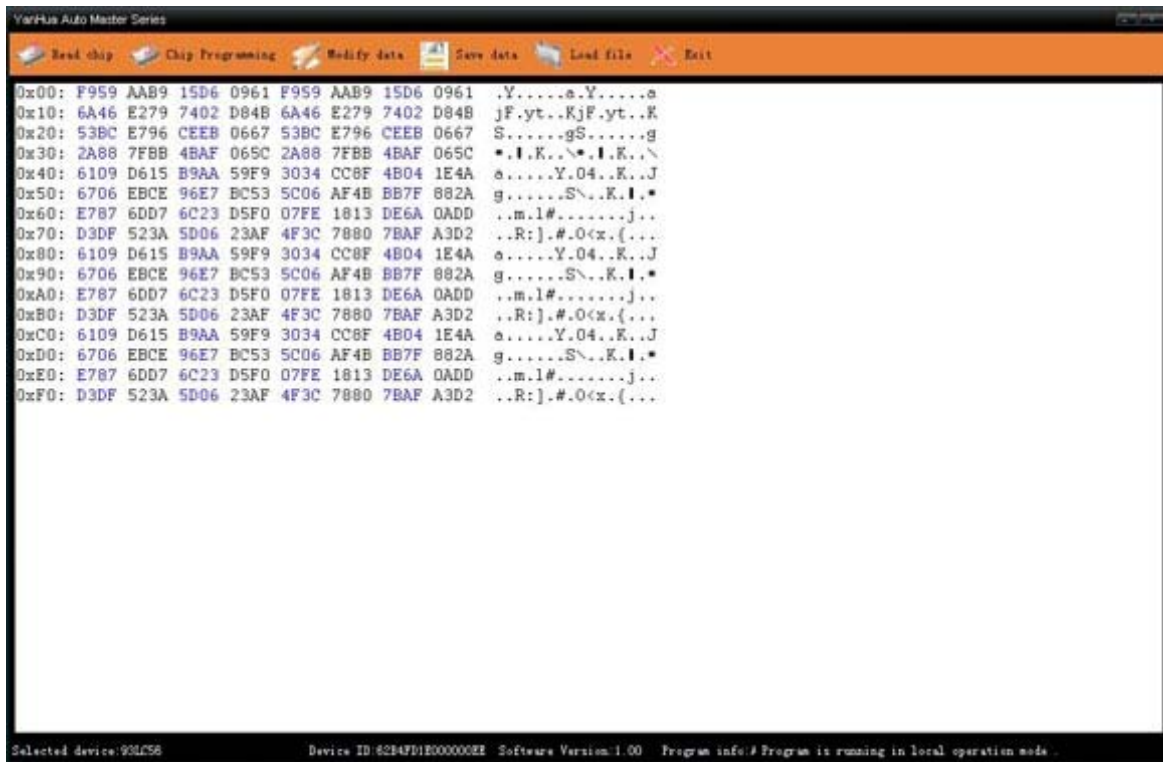 YanHua Auto Master Series
Read chip Chip Programming Modify data Save data Load file Exit
0x00: F959 AAB9 15D6 0961 F959 AAB9 15D6 0961 .Y.....a.Y.....a
0x10: 6A46 E279 7402 D84B 6A46 E279 7402 D84B jF.yt..KjF.yt..K
0x20: 53BC E796 CEEB 0667 53BC E796 CEEB 0667 S......gS......g
0x30: 2A88 7FBB 4BAF 065C 2A88 7FBB 4BAF 065C *.▌.K..\*.▌.K..\
0x40: 6109 D615 B9AA 59F9 3034 CC8F 4B04 1E4A a.....Y.04..K..J
0x50: 6706 EBCE 96E7 BC53 5C06 AF4B BB7F 882A g......S\..K.▌.*
0x60: E787 6DD7 6C23 D5F0 07FE 1813 DE6A 0ADD ..m.l#.......j..
0x70: D3DF 523A 5D06 23AF 4F3C 7880 7BAF A3D2 ..R:].#.O<x.{...
0x80: 6109 D615 B9AA 59F9 3034 CC8F 4B04 1E4A a.....Y.04..K..J
0x90: 6706 EBCE 96E7 BC53 5C06 AF4B BB7F 882A g......S\..K.▌.*
0xA0: E787 6DD7 6C23 D5F0 07FE 1813 DE6A 0ADD ..m.l#.......j..
0xB0: D3DF 523A 5D06 23AF 4F3C 7880 7BAF A3D2 ..R:].#.O<x.{...
0xC0: 6109 D615 B9AA 59F9 3034 CC8F 4B04 1E4A a.....Y.04..K..J
0xD0: 6706 EBCE 96E7 BC53 5C06 AF4B BB7F 882A g......S\..K.▌.*
0xE0: E787 6DD7 6C23 D5F0 07FE 1813 DE6A 0ADD ..m.l#.......j..
0xF0: D3DF 523A 5D06 23AF 4F3C 7880 7BAF A3D2 ..R:].#.O<x.{...
Selected device:93LC56 Device ID:62B4FD1E000000EE Software Version:1.00 Program info:# Program is running in local operation mode .